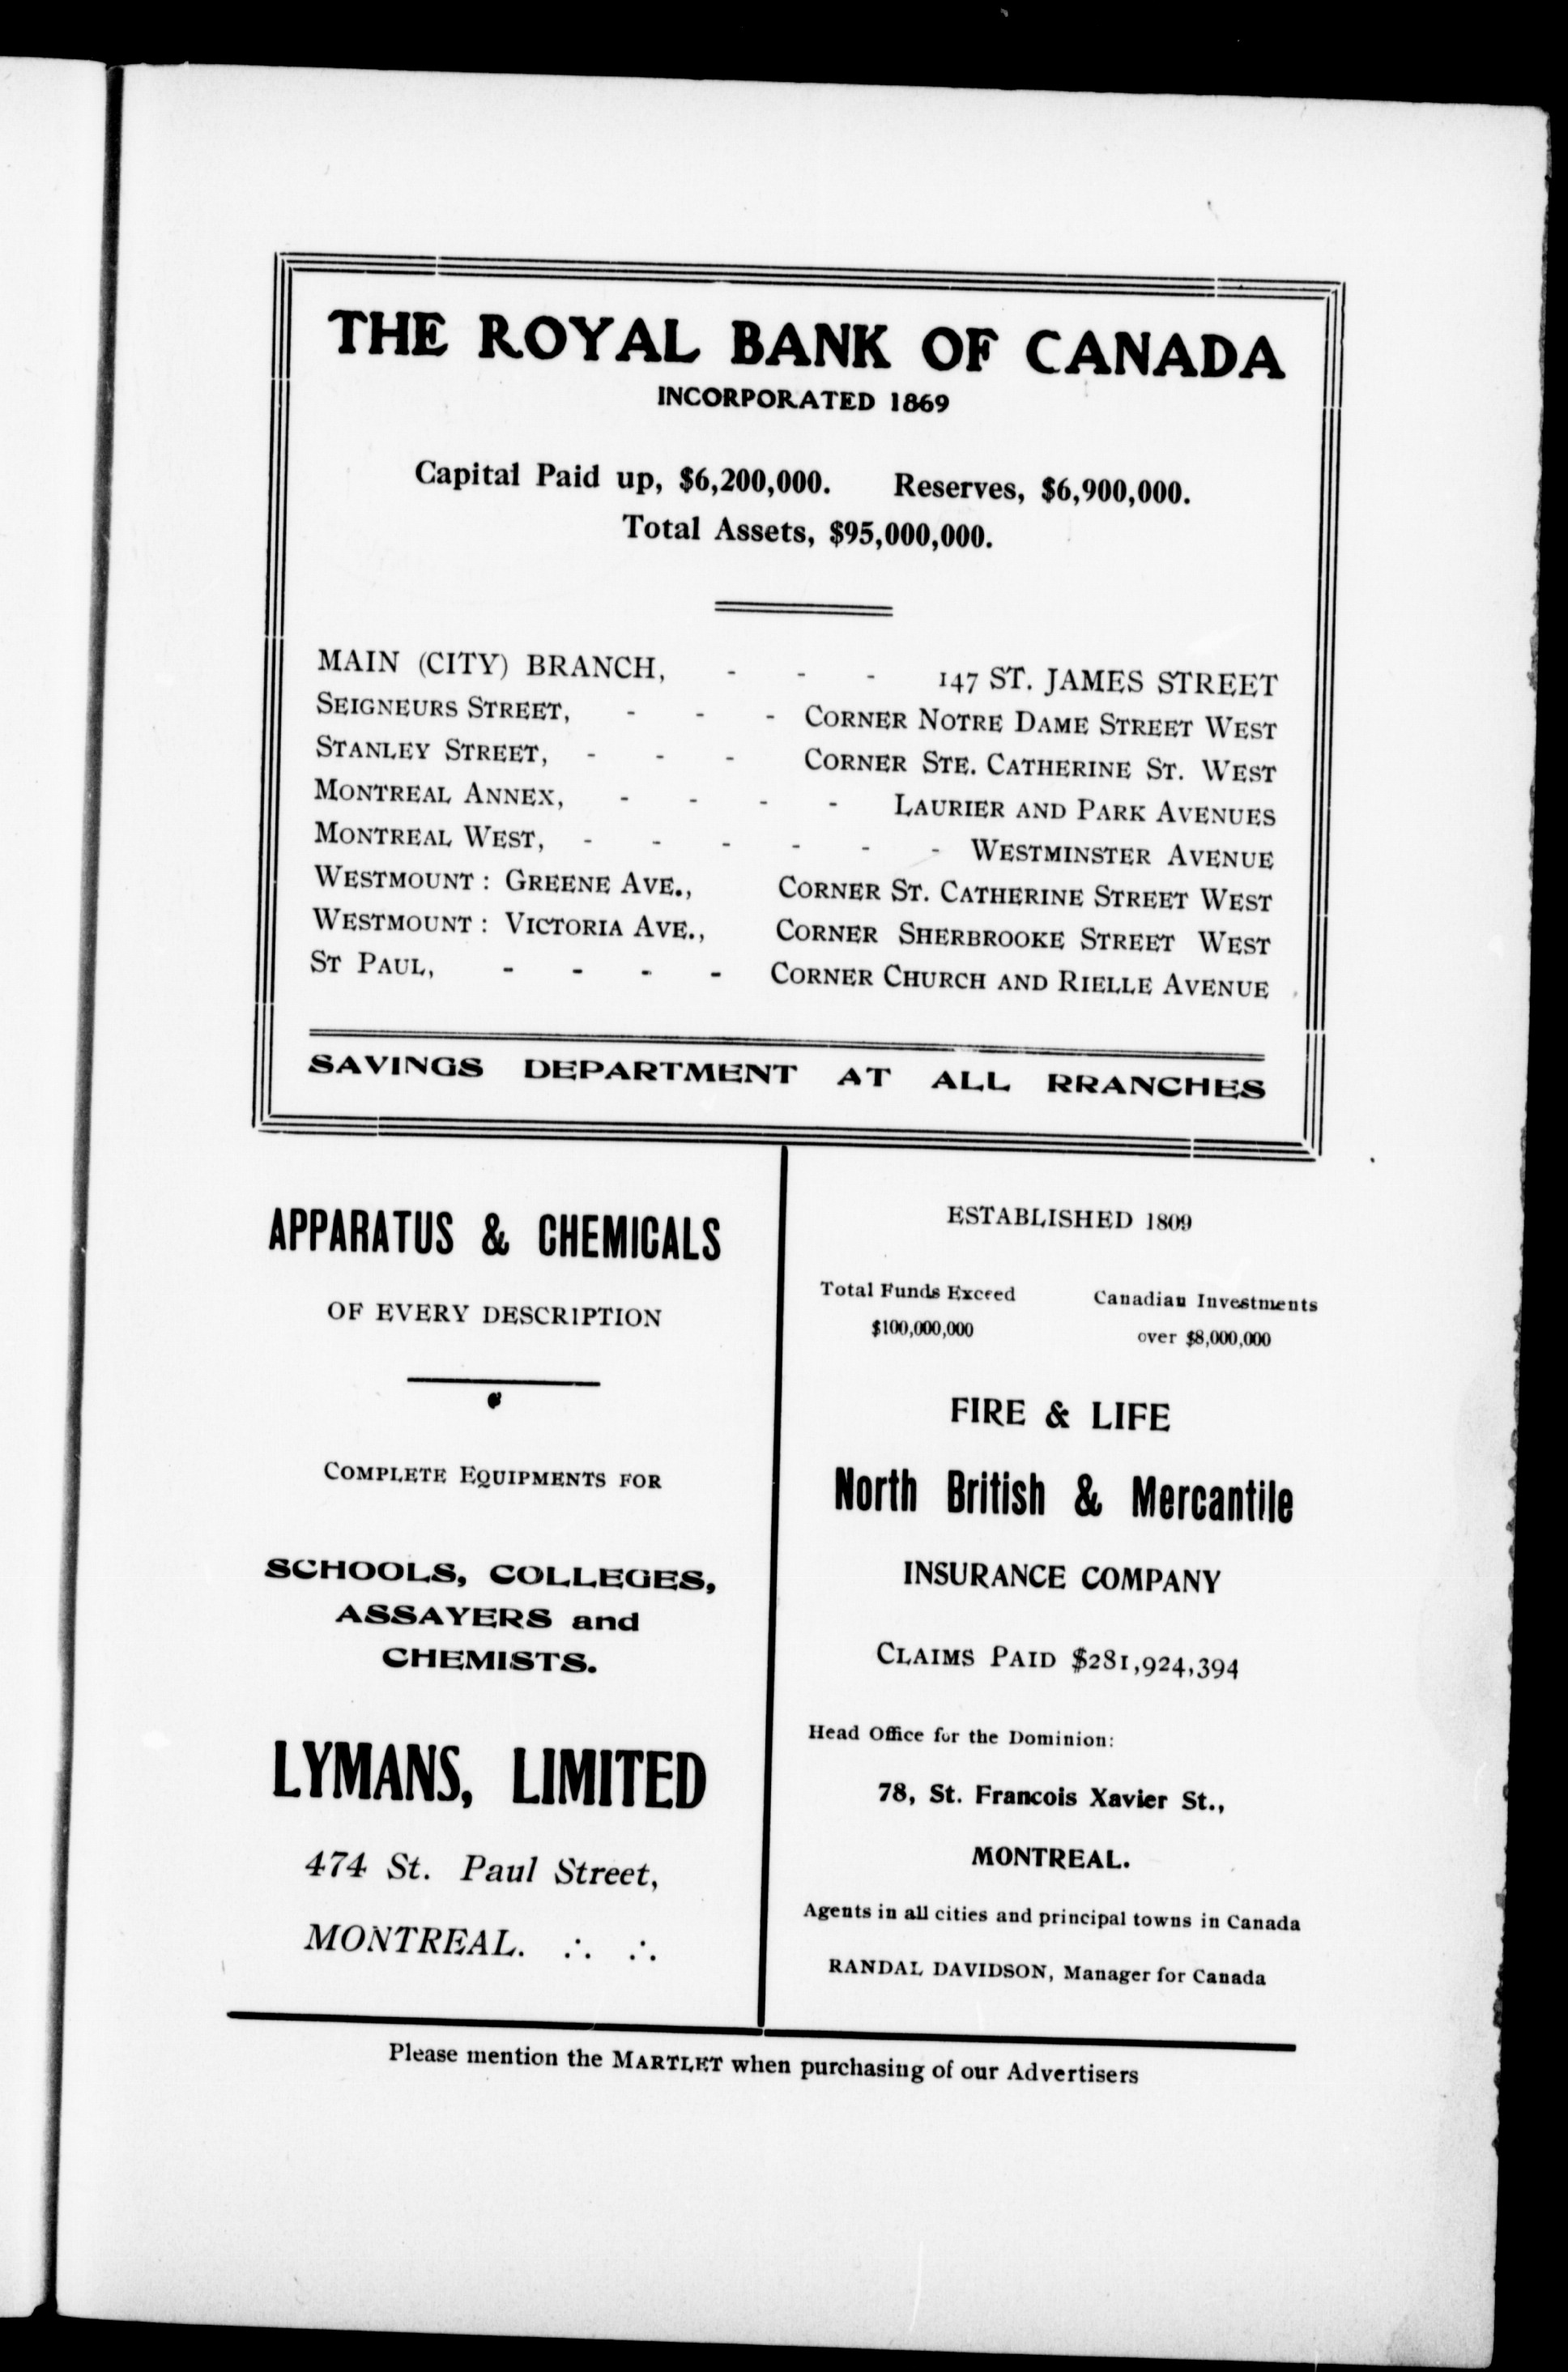 THE ROYAL BANK OF CANADA
INCORPORATED 1869
Capital Paid up, $6,200,000. Reserves, $6,900,000.
Total Assets, $95,000,000.
MAIN (CITY) BRANCH, - - - 147 ST. JAMES STREET
SEIGNEURS STREET, - - - CORNER NOTRE DAME STREET WEST
STANLEY STREET, - - - CORNER STE. CATHERINE ST. WEST
MONTREAL ANNEX, - - - - LAURIER AND PARK AVENUES
MONTREAL WEST, - - - - - - WESTMINSTER AVENUE
WESTMOUNT : GREENE AVE., CORNER ST. CATHERINE STREET WEST
WESTMOUNT : VICTORIA AVE., CORNER SHERBROOKE STREET WEST
ST PAUL, - - - - CORNER CHURCH AND RIELLE AVENUE
SAVINGS DEPARTMENT AT ALL RRANCHES
APPARATUS & CHEMICALS
OF EVERY DESCRIPTION
COMPLETE EQUIPMENTS FOR
SCHOOLS, COLLEGES,
ASSAYERS and
CHEMISTS.
LYMANS, LIMITED
474 St. Paul Street,
MONTREAL. ∴ ∴
ESTABLISHED 1809
Total Funds Exceed Canadian Investments
$100,000,000 over $8,000,000
FIRE & LIFE
North British & Mercantile
INSURANCE COMPANY
CLAIMS PAID $281,924,394
Head Office for the Dominion:
78, St. Francois Xavier St.,
MONTREAL.
Agents in all cities and principal towns in Canada
RANDAL DAVIDSON, Manager for Canada
Please mention the MARTLET when purchasing of our Advertisers